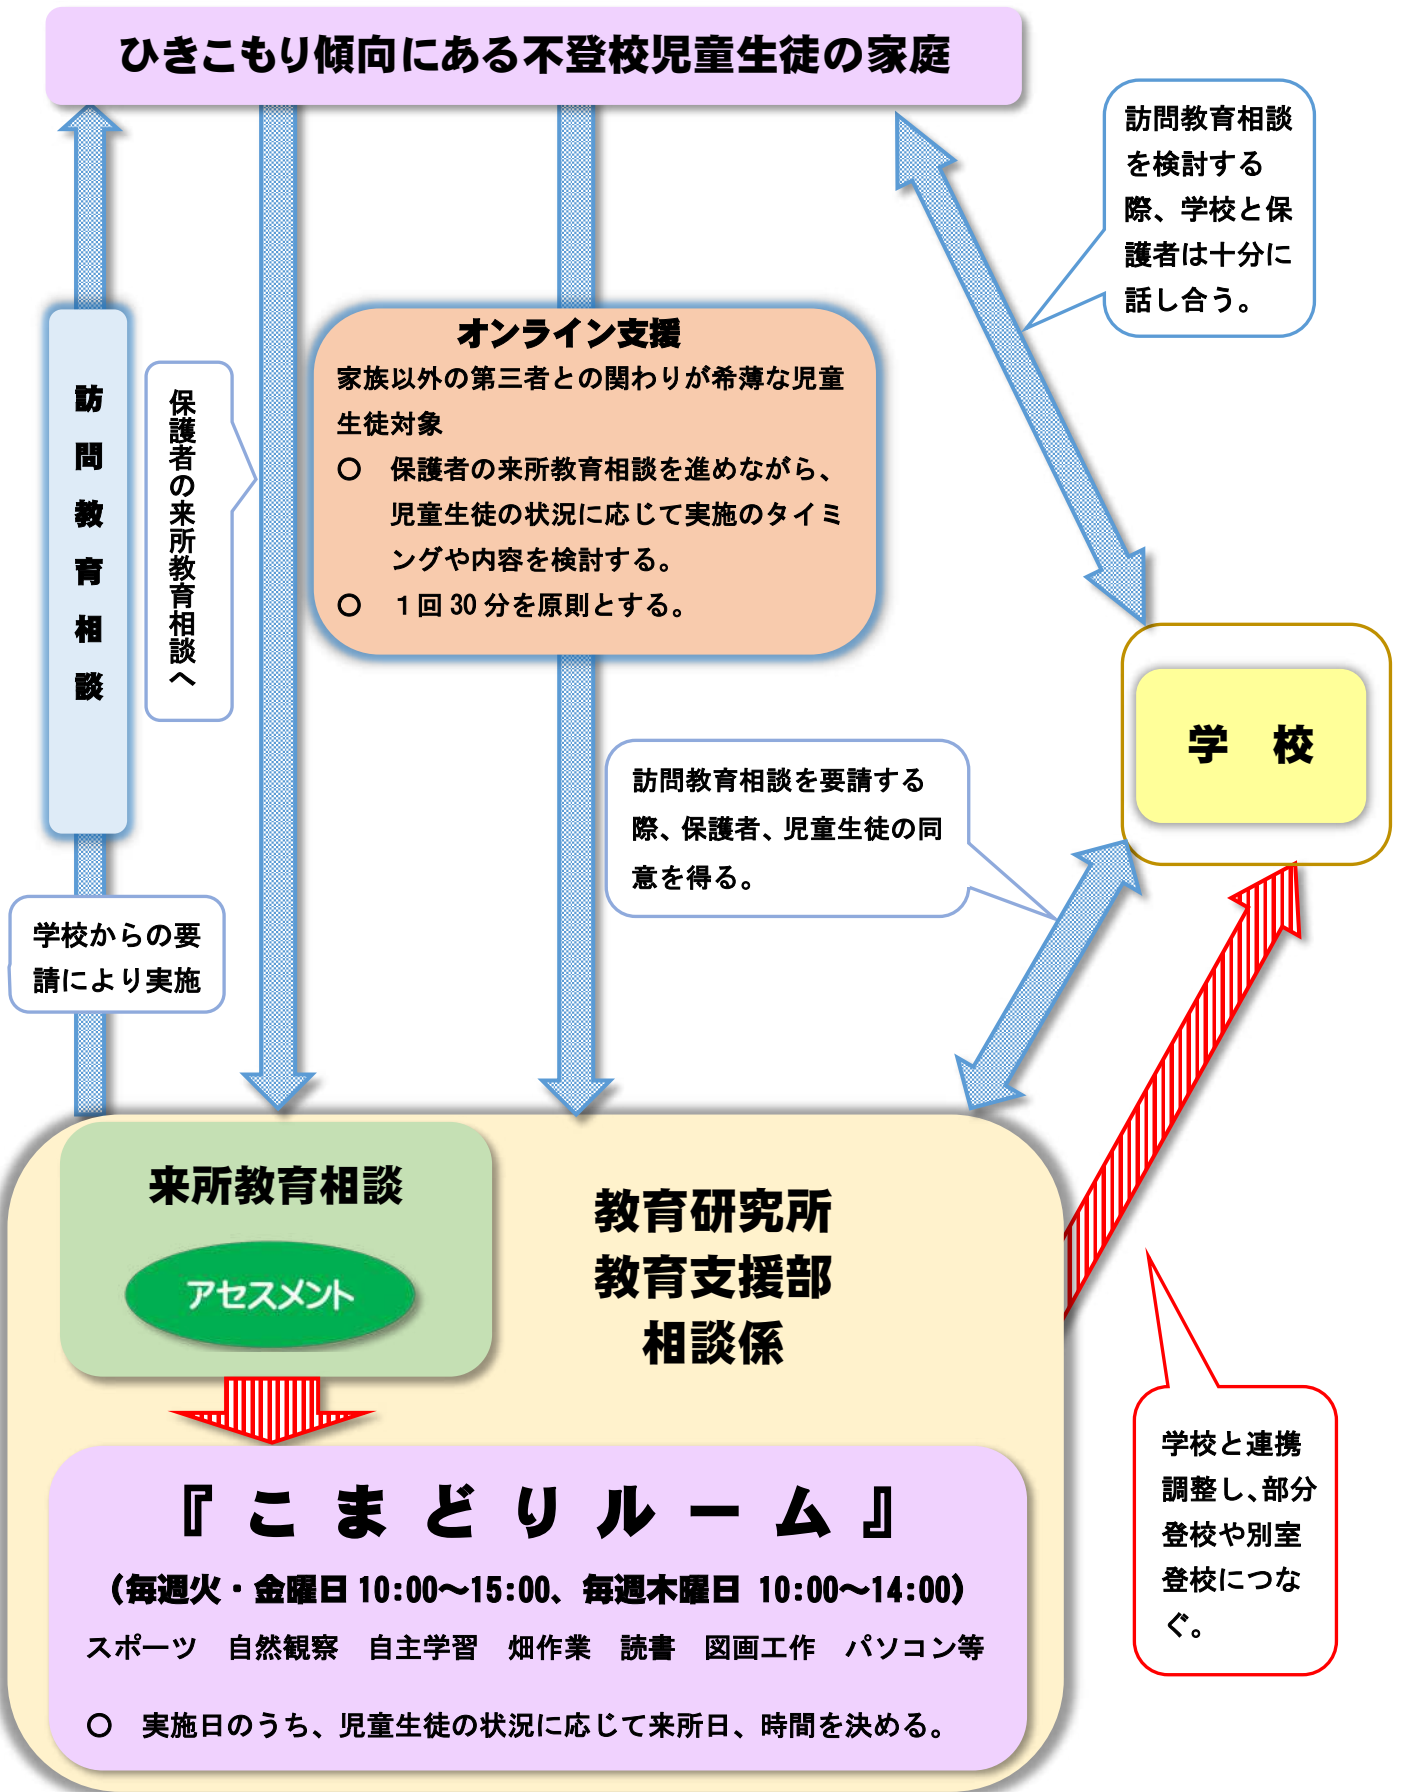 ひきこもり傾向にある不登校児童生徒の家庭
訪問教育相談
を検討する
際、学校と保
護者は十分に
話し合う。
訪問教育相談
保護者の来所教育相談へ
オンライン支援
家族以外の第三者との関わりが希薄な児童
生徒対象
○　保護者の来所教育相談を進めながら、
児童生徒の状況に応じて実施のタイミ
ングや内容を検討する。
○　１回 30 分を原則とする。
学　校
訪問教育相談を要請する
際、保護者、児童生徒の同
意を得る。
学校からの要
請により実施
来所教育相談
アセスメント
教育研究所
教育支援部
相談係
『こまどりルーム』
（毎週火・金曜日 10:00～15:00、毎週木曜日 10:00～14:00）
スポーツ　自然観察　自主学習　畑作業　読書　図画工作　パソコン等
○　実施日のうち、児童生徒の状況に応じて来所日、時間を決める。
学校と連携
調整し、部分
登校や別室
登校につな
ぐ。